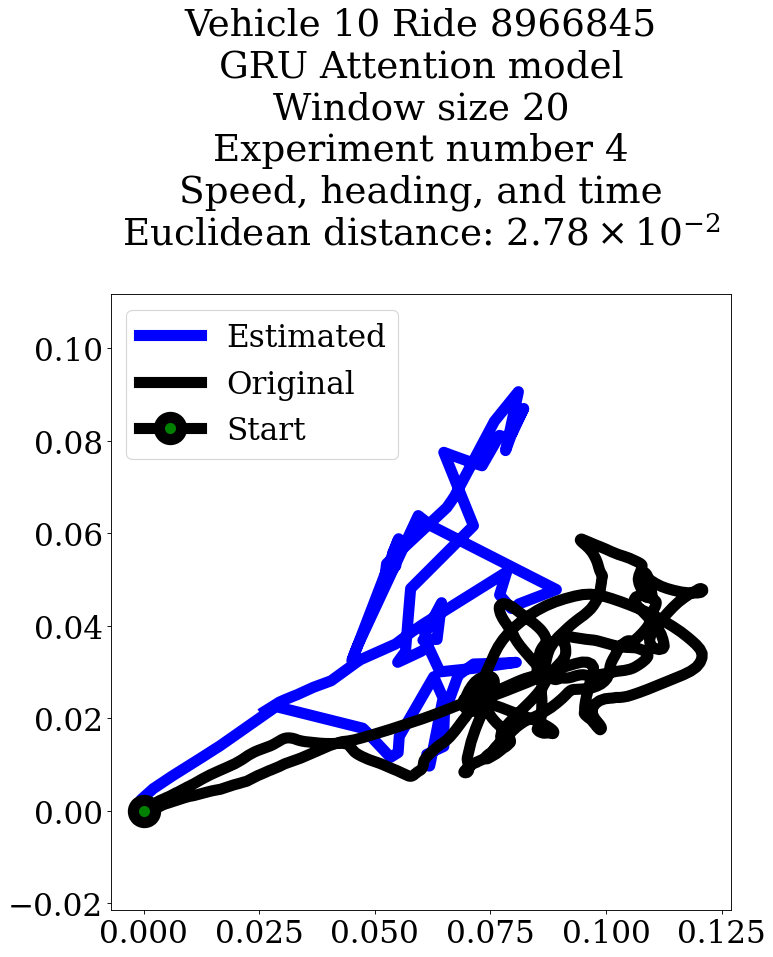 Vehicle 10 Ride 8966845
GRU Attention model
Window size 20
Experiment number 4
Speed, heading, and time
Euclidean distance: 2.78 × 10⁻²
Estimated
Original
Start
0.10
0.08
0.06
0.04
0.02
0.00
−0.02
0.000 0.025 0.050 0.075 0.100 0.125